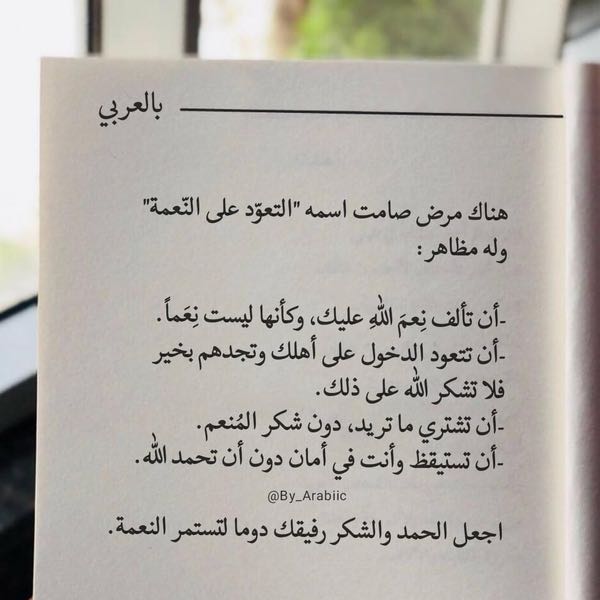 بالعربي
هناك مرض صامت اسمه "التعوّد على النّعمة"
وله مظاهر:
-أن تألف نِعمَ اللهِ عليك، وكأنها ليست نِعَماً.
-أن تتعود الدخول على أهلك وتجدهم بخير
فلا تشكر الله على ذلك.
-أن تشتري ما تريد، دون شكر المُنعم.
-أن تستيقظ وأنت في أمان دون أن تحمد الله.
@By_Arabiic
اجعل الحمد والشكر رفيقك دوما لتستمر النعمة.